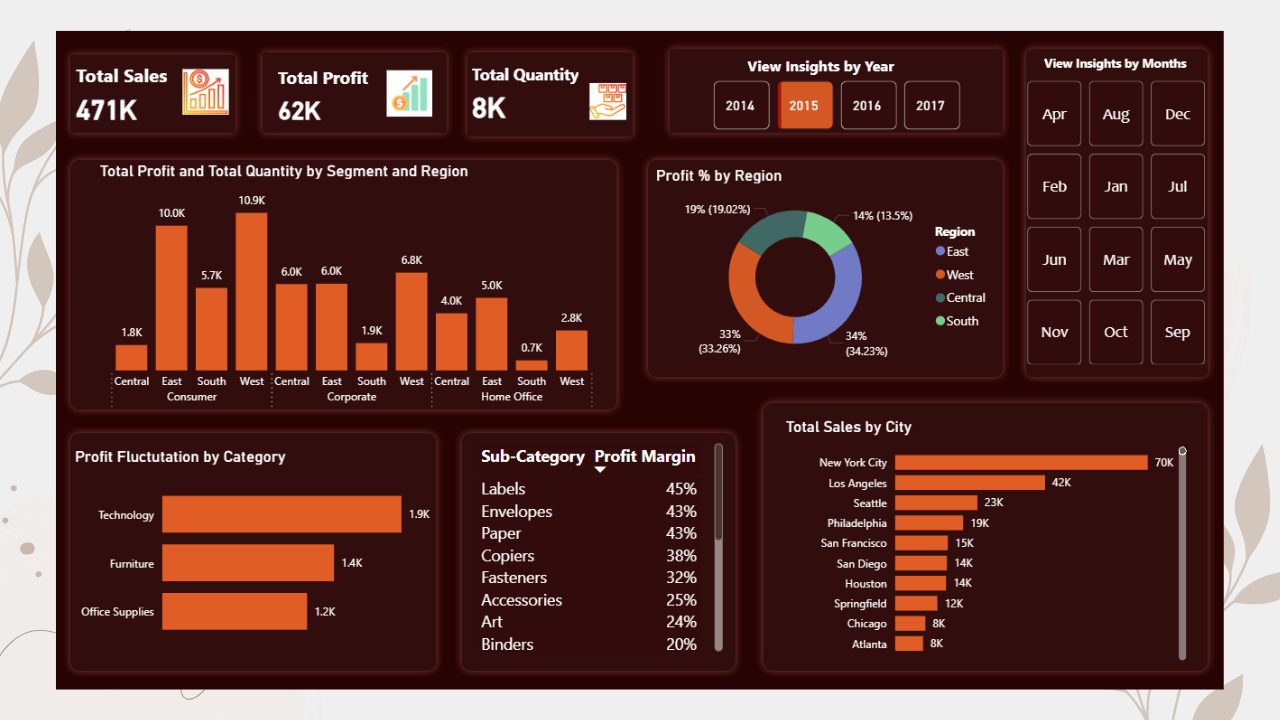 Total Sales
471K
Total Profit
62K
Total Quantity
8K
View Insights by Year
2014 2015 2016 2017
View Insights by Months
Apr Aug Dec
Feb Jan Jul
Jun Mar May
Nov Oct Sep
Total Profit and Total Quantity by Segment and Region
1.8K 10.0K 5.7K 10.9K 6.0K 6.0K 1.9K 6.8K 4.0K 5.0K 0.7K 2.8K
Central East South West Central East South West Central East South West
Consumer Corporate Home Office
Profit % by Region
19% (19.02%)
14% (13.5%)
33%
(33.26%)
34%
(34.23%)
Region
East
West
Central
South
Profit Fluctutation by Category
Technology 1.9K
Furniture 1.4K
Office Supplies 1.2K
Sub-Category Profit Margin
Labels 45%
Envelopes 43%
Paper 43%
Copiers 38%
Fasteners 32%
Accessories 25%
Art 24%
Binders 20%
Total Sales by City
New York City 70K
Los Angeles 42K
Seattle 23K
Philadelphia 19K
San Francisco 15K
San Diego 14K
Houston 14K
Springfield 12K
Chicago 8K
Atlanta 8K